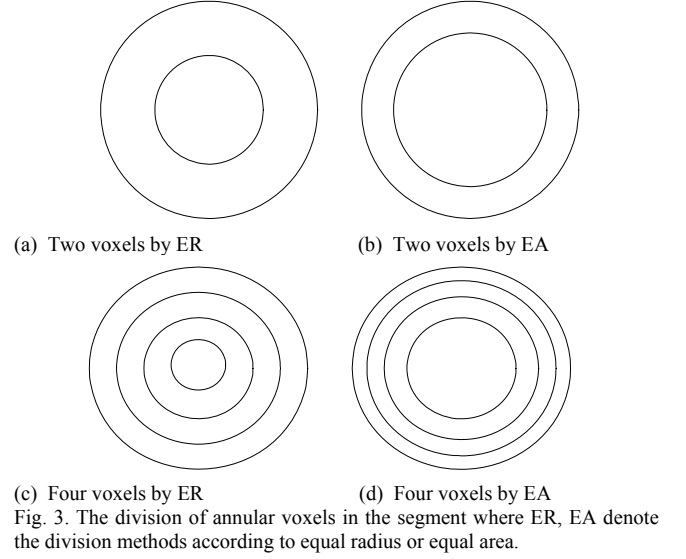 (a) Two voxels by ER
(b) Two voxels by EA
(c) Four voxels by ER
(d) Four voxels by EA
Fig. 3. The division of annular voxels in the segment where ER, EA denote
the division methods according to equal radius or equal area.